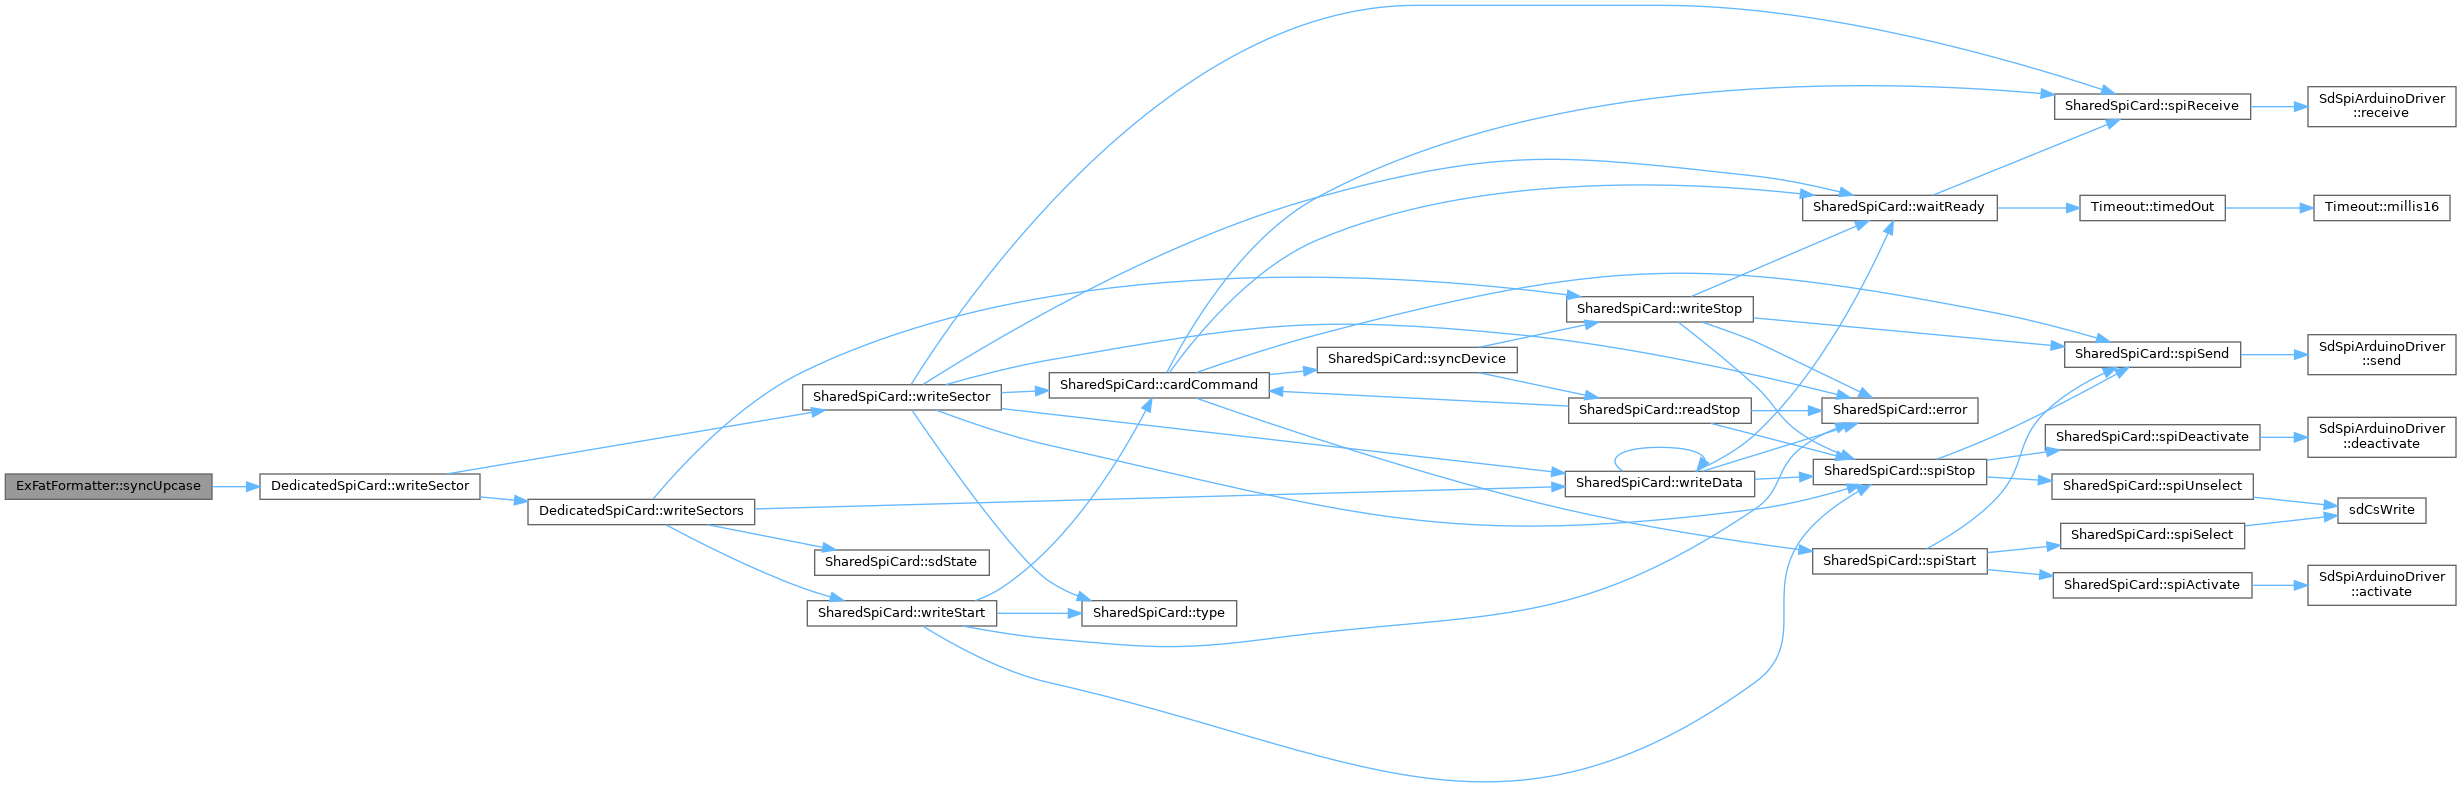 SharedSpiCard::spiReceive
SdSpiArduinoDriver
::receive
SharedSpiCard::waitReady
Timeout::timedOut
Timeout::millis16
SharedSpiCard::writeStop
SharedSpiCard::spiSend
SdSpiArduinoDriver
::send
SharedSpiCard::syncDevice
SharedSpiCard::cardCommand
SharedSpiCard::writeSector
SharedSpiCard::readStop
SharedSpiCard::error
SharedSpiCard::spiDeactivate
SdSpiArduinoDriver
::deactivate
SharedSpiCard::spiStop
ExFatFormatter::syncUpcase
DedicatedSpiCard::writeSector
SharedSpiCard::writeData
SharedSpiCard::spiUnselect
DedicatedSpiCard::writeSectors
sdCsWrite
SharedSpiCard::spiSelect
SharedSpiCard::sdState
SharedSpiCard::spiStart
SharedSpiCard::spiActivate
SdSpiArduinoDriver
::activate
SharedSpiCard::writeStart
SharedSpiCard::type